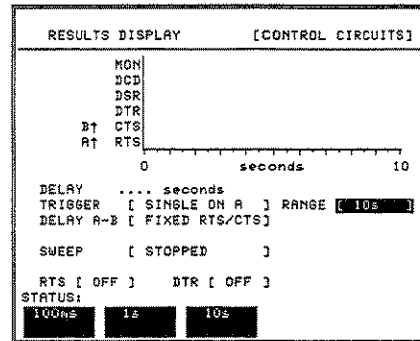 RESULTS DISPLAY [CONTROL CIRCUITS]
MON
DCD
DSR
DTR
B↑ CTS
A↑ RTS
0 seconds 10
DELAY .... seconds
TRIGGER [ SINGLE ON A ] RANGE [ 10s ]
DELAY A-B [ FIXED RTS/CTS]
SWEEP [ STOPPED ]
RTS [ OFF ] DTR [ OFF ]
STATUS:
100ms 1s 10s